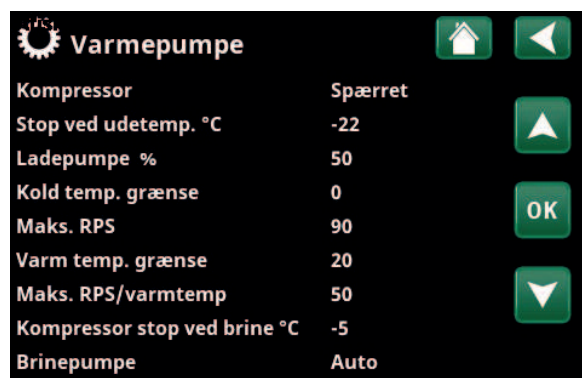 Varmepumpe
Kompressor Spærret
Stop ved udetemp. °C -22
Ladepumpe % 50
Kold temp. grænse 0
Maks. RPS 90
OK
Varm temp. grænse 20
Maks. RPS/varmtemp 50
Kompressor stop ved brine °C -5
Brinepumpe Auto